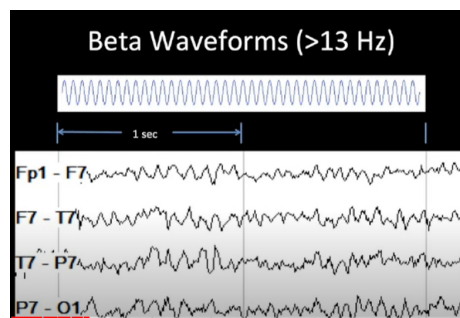 Beta Waveforms (>13 Hz)
1 sec
Fp1 - F7
F7 - T7
T7 - P7
P7 - O1